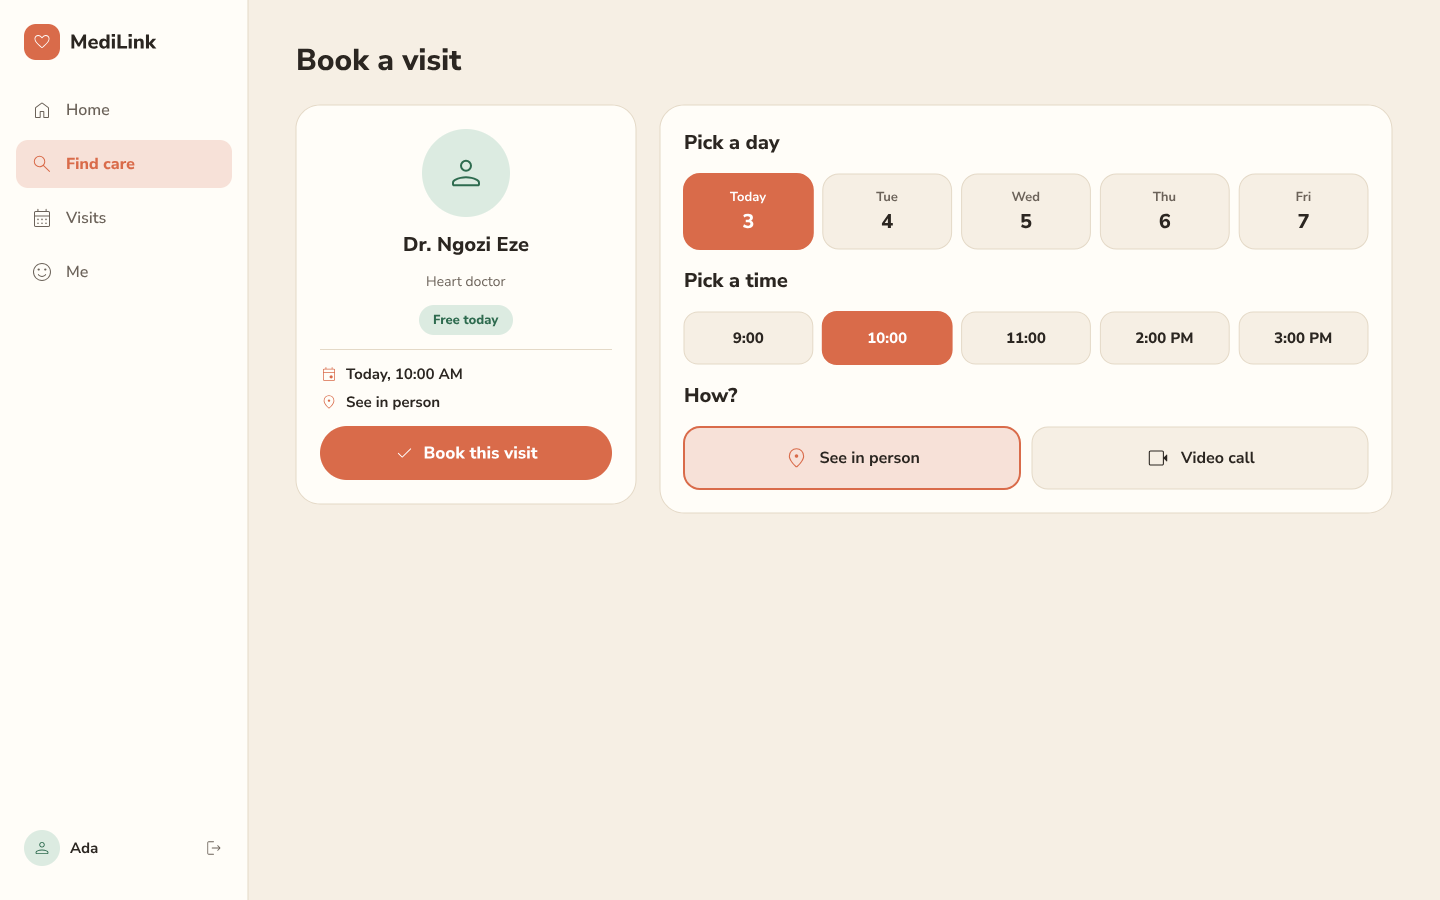 MediLink
Home
Find care
Visits
Me
Ada
Book a visit
Dr. Ngozi Eze
Heart doctor
Free today
Today, 10:00 AM
See in person
Book this visit
Pick a day
Today Tue Wed Thu Fri
3 4 5 6 7
Pick a time
9:00 10:00 11:00 2:00 PM 3:00 PM
How?
See in person Video call